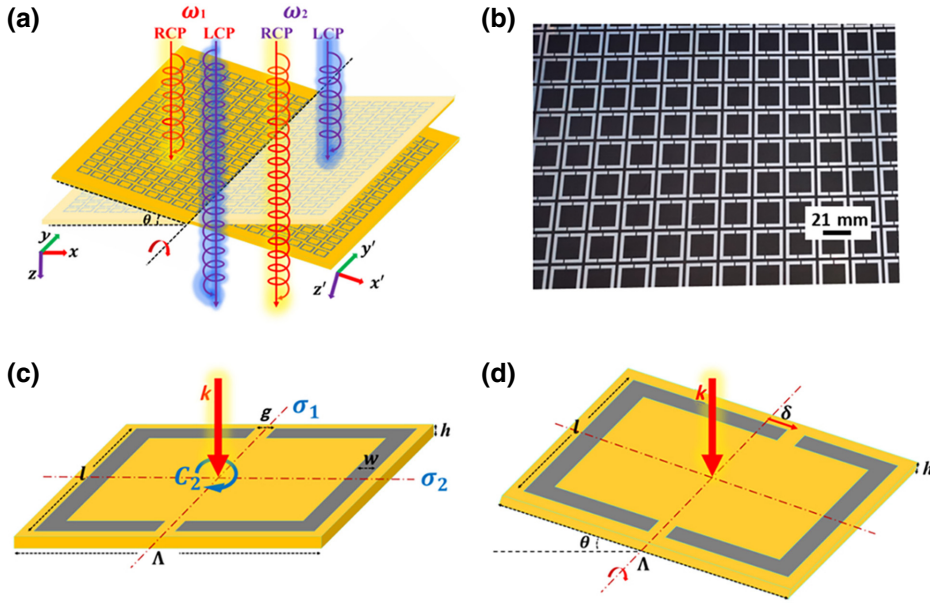 (a)
ω₁ ω₂
RCP LCP RCP LCP
θ
y
x
z
y′
x′
z′
(b)
21 mm
(c)
k
g
σ₁
h
l
C₂
w
σ₂
Λ
(d)
k
δ
l
h
θ
Λ